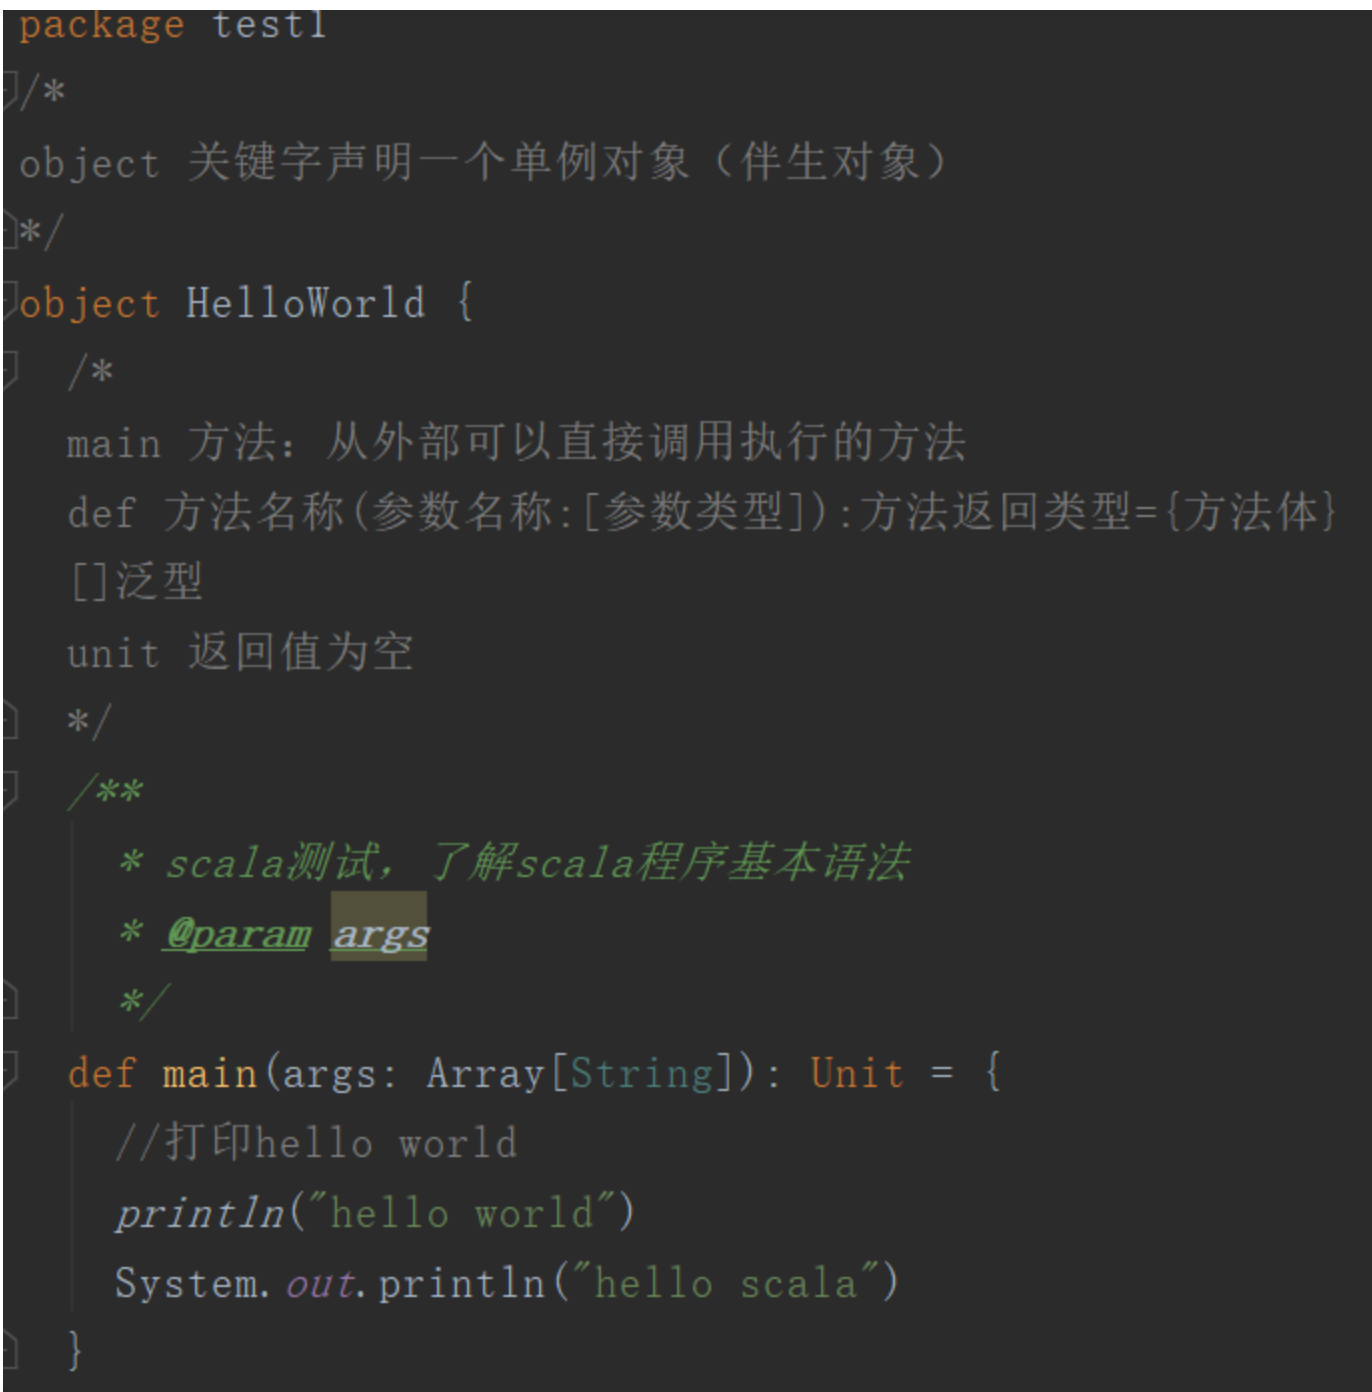 package test1
/*
object 关键字声明一个单例对象（伴生对象）
*/
object HelloWorld {
/*
main 方法：从外部可以直接调用执行的方法
def 方法名称(参数名称:[参数类型]):方法返回类型={方法体}
[]泛型
unit 返回值为空
*/
/**
* scala测试，了解scala程序基本语法
* @param args
*/
def main(args: Array[String]): Unit = {
//打印hello world
println("hello world")
System.out.println("hello scala")
}